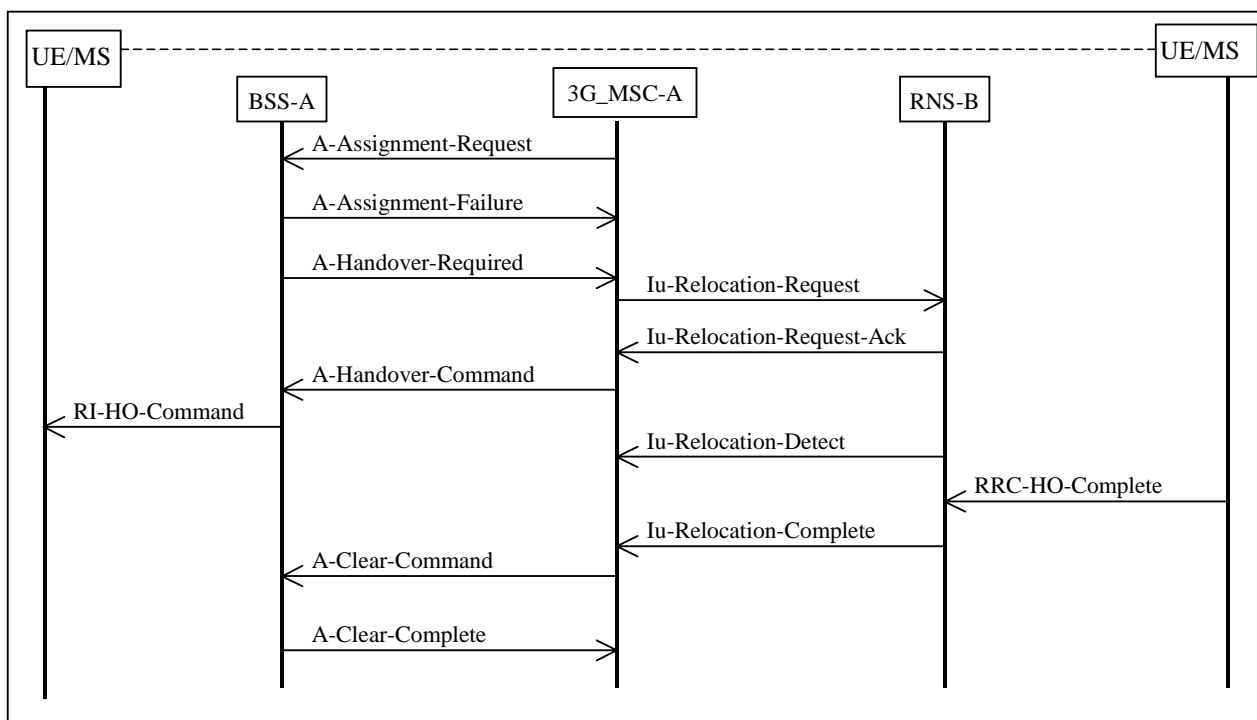 UE/MS
UE/MS
BSS-A
3G_MSC-A
RNS-B
A-Assignment-Request
A-Assignment-Failure
A-Handover-Required
Iu-Relocation-Request
Iu-Relocation-Request-Ack
A-Handover-Command
RI-HO-Command
Iu-Relocation-Detect
RRC-HO-Complete
Iu-Relocation-Complete
A-Clear-Command
A-Clear-Complete